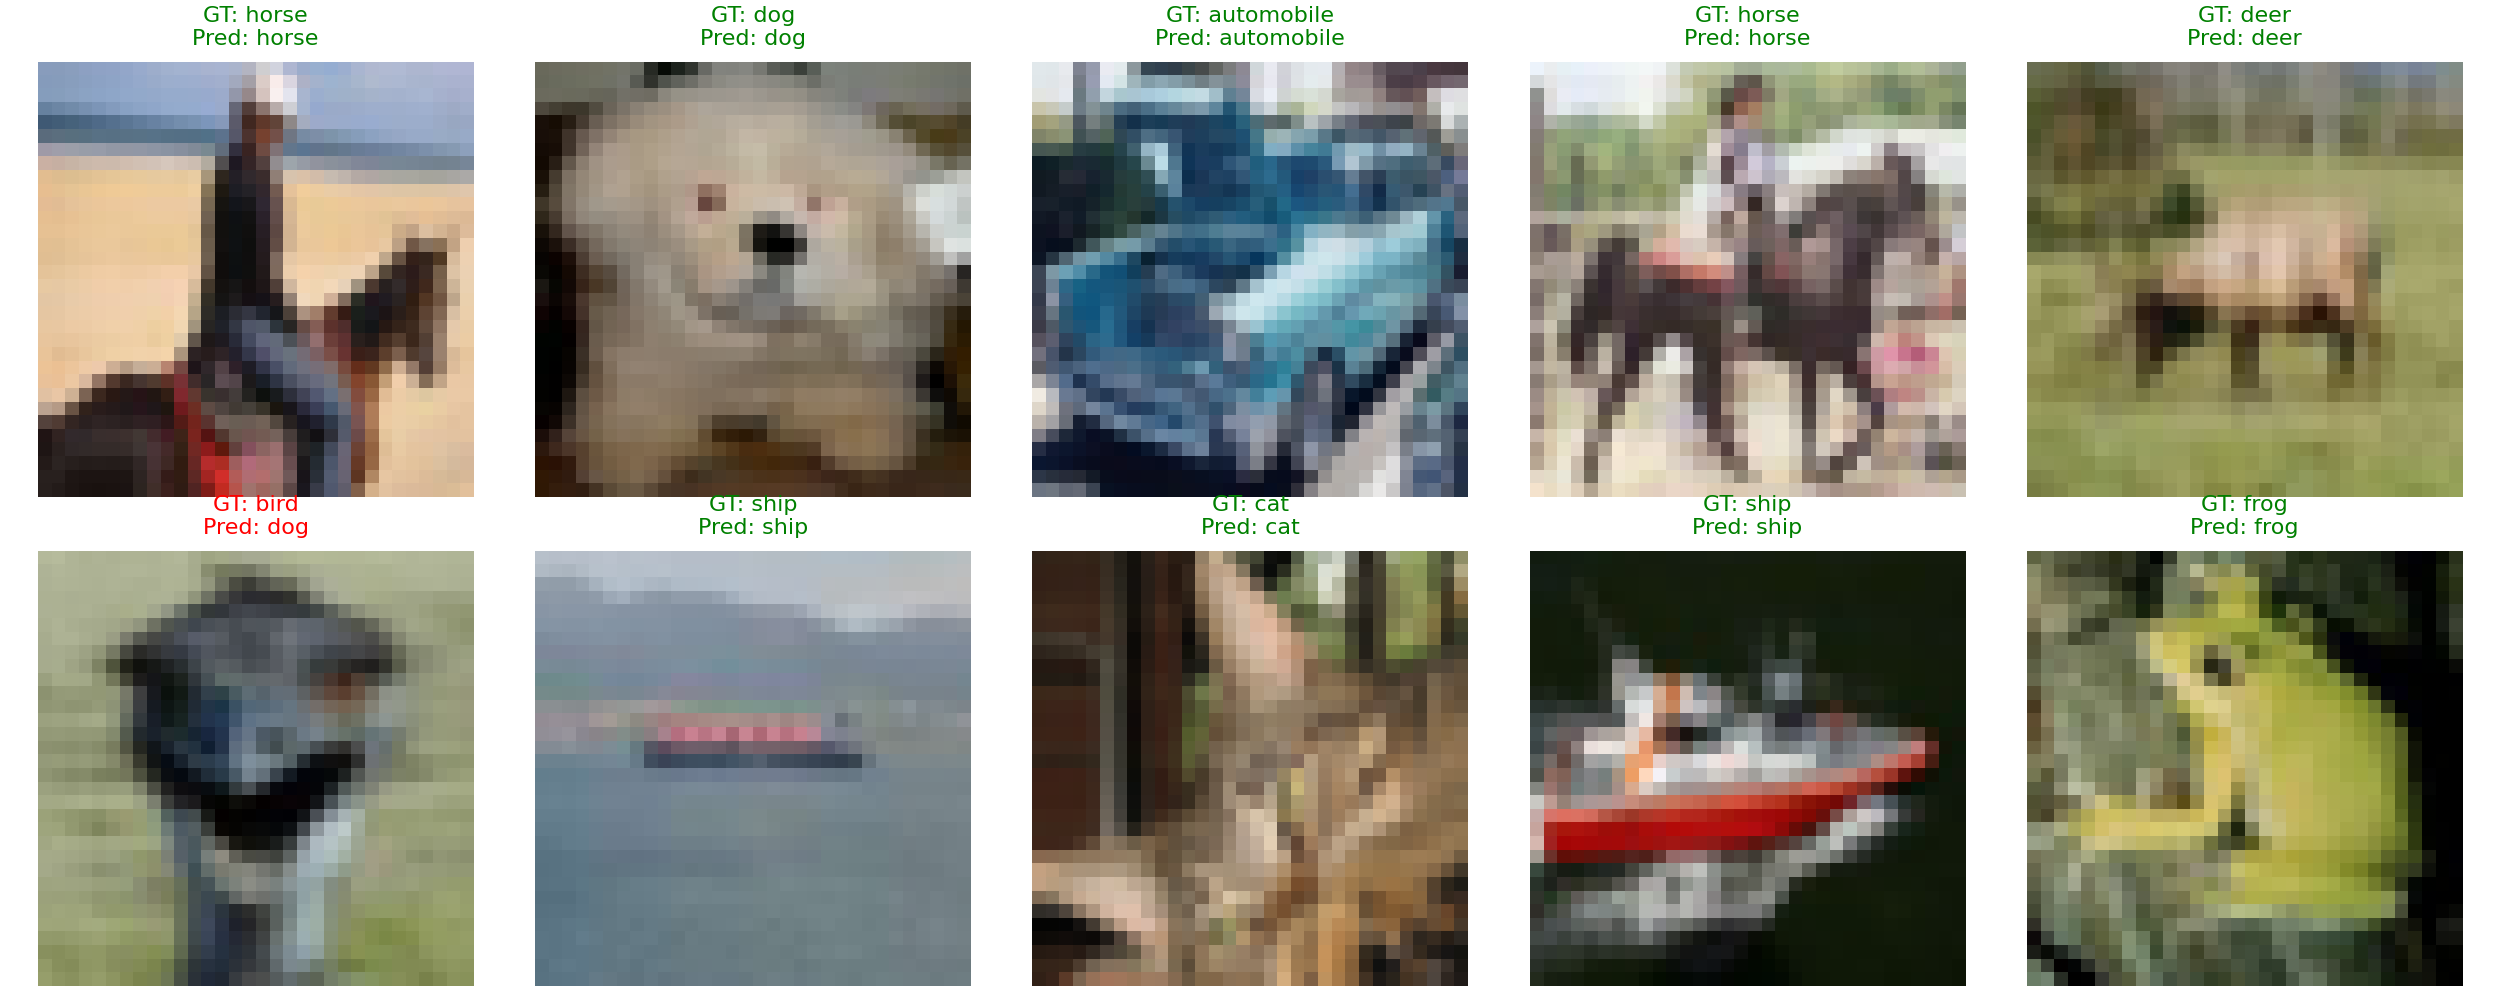 GT: horse
Pred: horse
GT: dog
Pred: dog
GT: automobile
Pred: automobile
GT: horse
Pred: horse
GT: deer
Pred: deer
GT: bird
Pred: dog
GT: ship
Pred: ship
GT: cat
Pred: cat
GT: ship
Pred: ship
GT: frog
Pred: frog